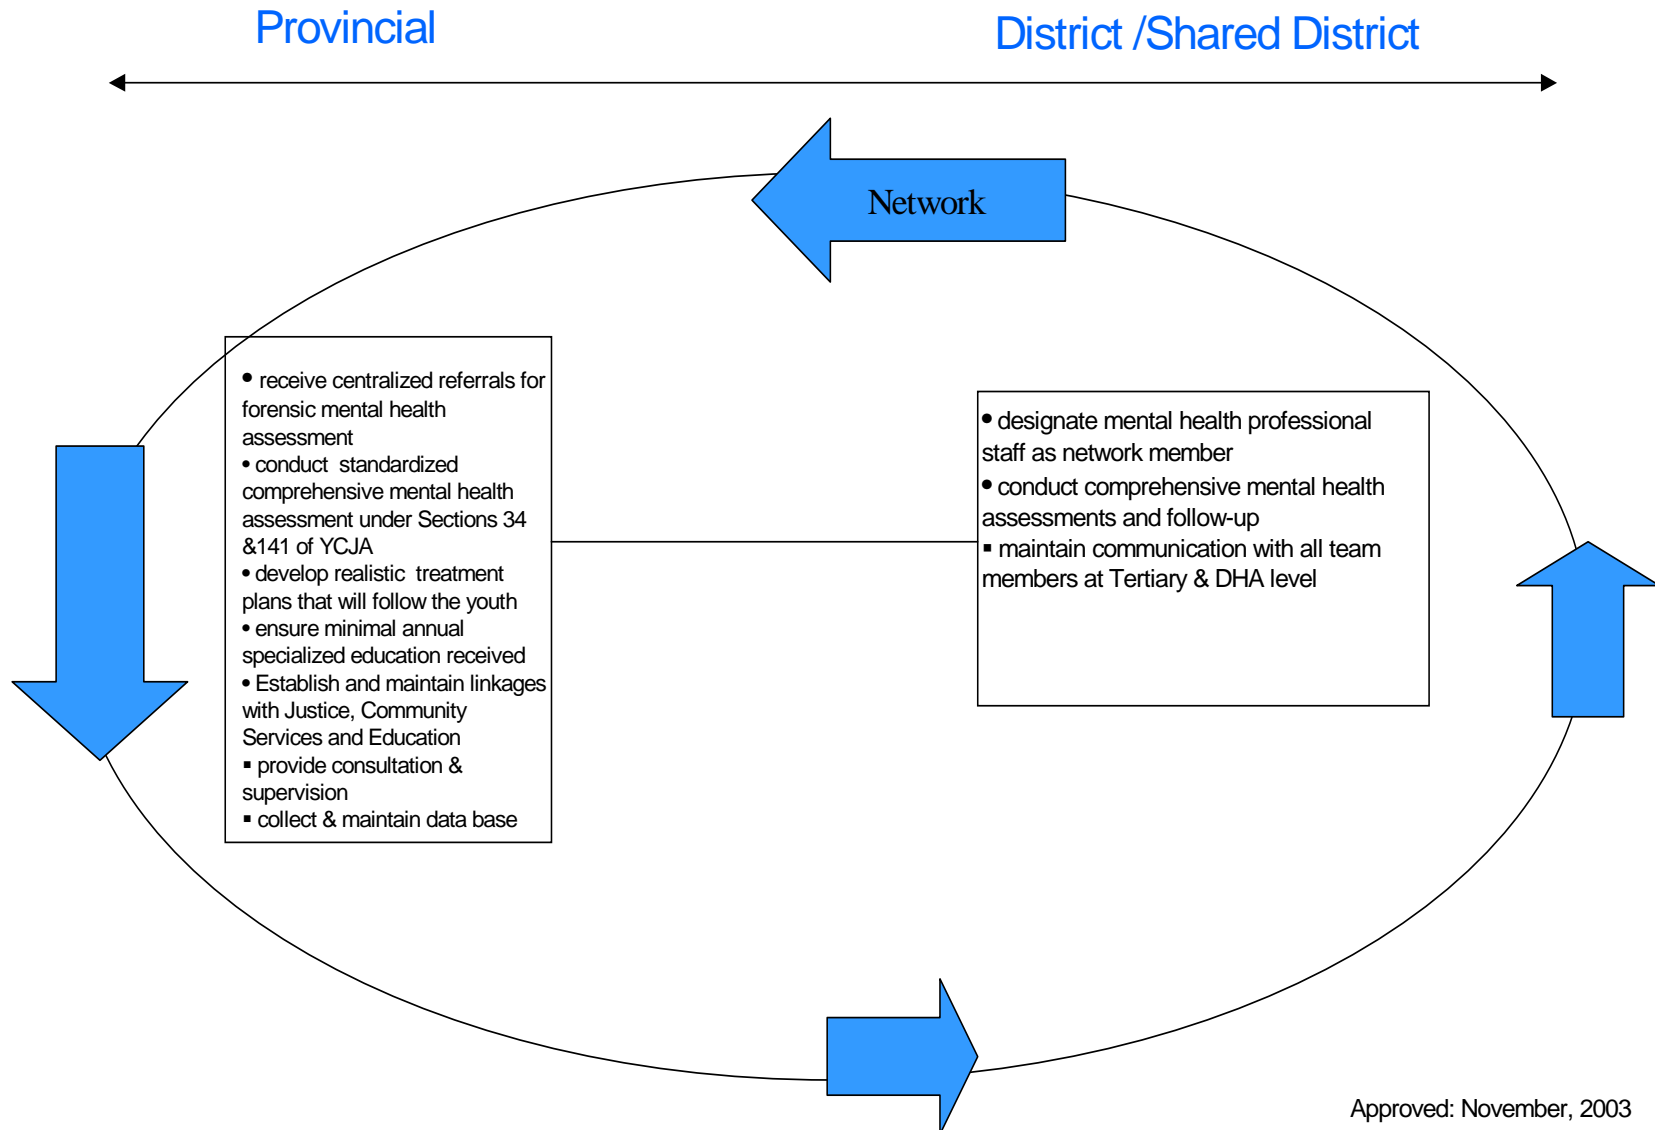 Provincial
District /Shared District
Network
• receive centralized referrals for
forensic mental health
assessment
• conduct standardized
comprehensive mental health
assessment under Sections 34
&141 of YCJA
• develop realistic treatment
plans that will follow the youth
• ensure minimal annual
specialized education received
• Establish and maintain linkages
with Justice, Community
Services and Education
▪ provide consultation &
supervision
▪ collect & maintain data base
• designate mental health professional
staff as network member
• conduct comprehensive mental health
assessments and follow-up
▪ maintain communication with all team
members at Tertiary & DHA level
Approved: November, 2003